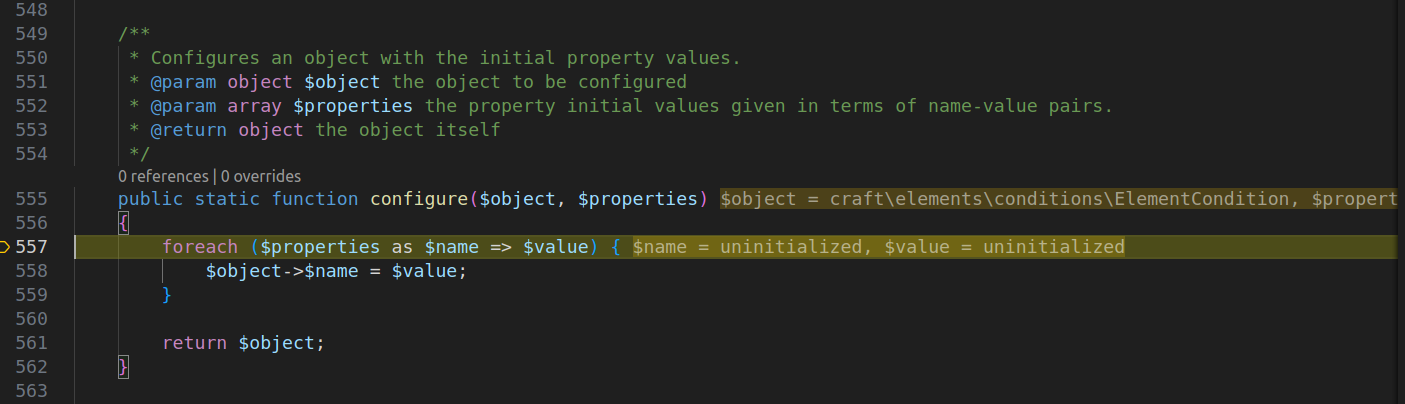 548
549 /**
550 * Configures an object with the initial property values.
551 * @param object $object the object to be configured
552 * @param array $properties the property initial values given in terms of name-value pairs.
553 * @return object the object itself
554 */
0 references | 0 overrides
555 public static function configure($object, $properties) $object = craft\elements\conditions\ElementCondition, $propert
556 {
557 foreach ($properties as $name => $value) { $name = uninitialized, $value = uninitialized
558 $object->$name = $value;
559 }
560
561 return $object;
562 }
563